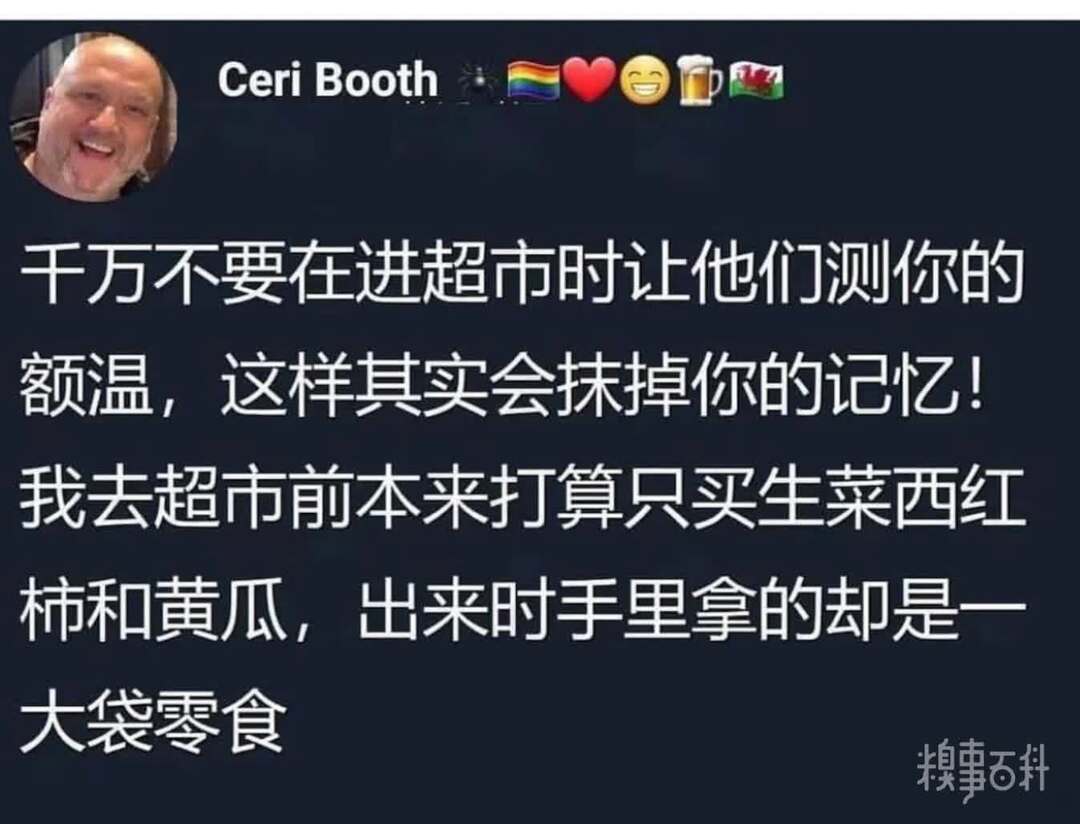 Ceri Booth 🕷️🏳️‍🌈❤️😁🍺🏴󠁧󠁢󠁷󠁬󠁳󠁿
千万不要在进超市时让他们测你的
额温，这样其实会抹掉你的记忆！
我去超市前本来打算只买生菜西红
柿和黄瓜，出来时手里拿的却是一
大袋零食
糗事百科